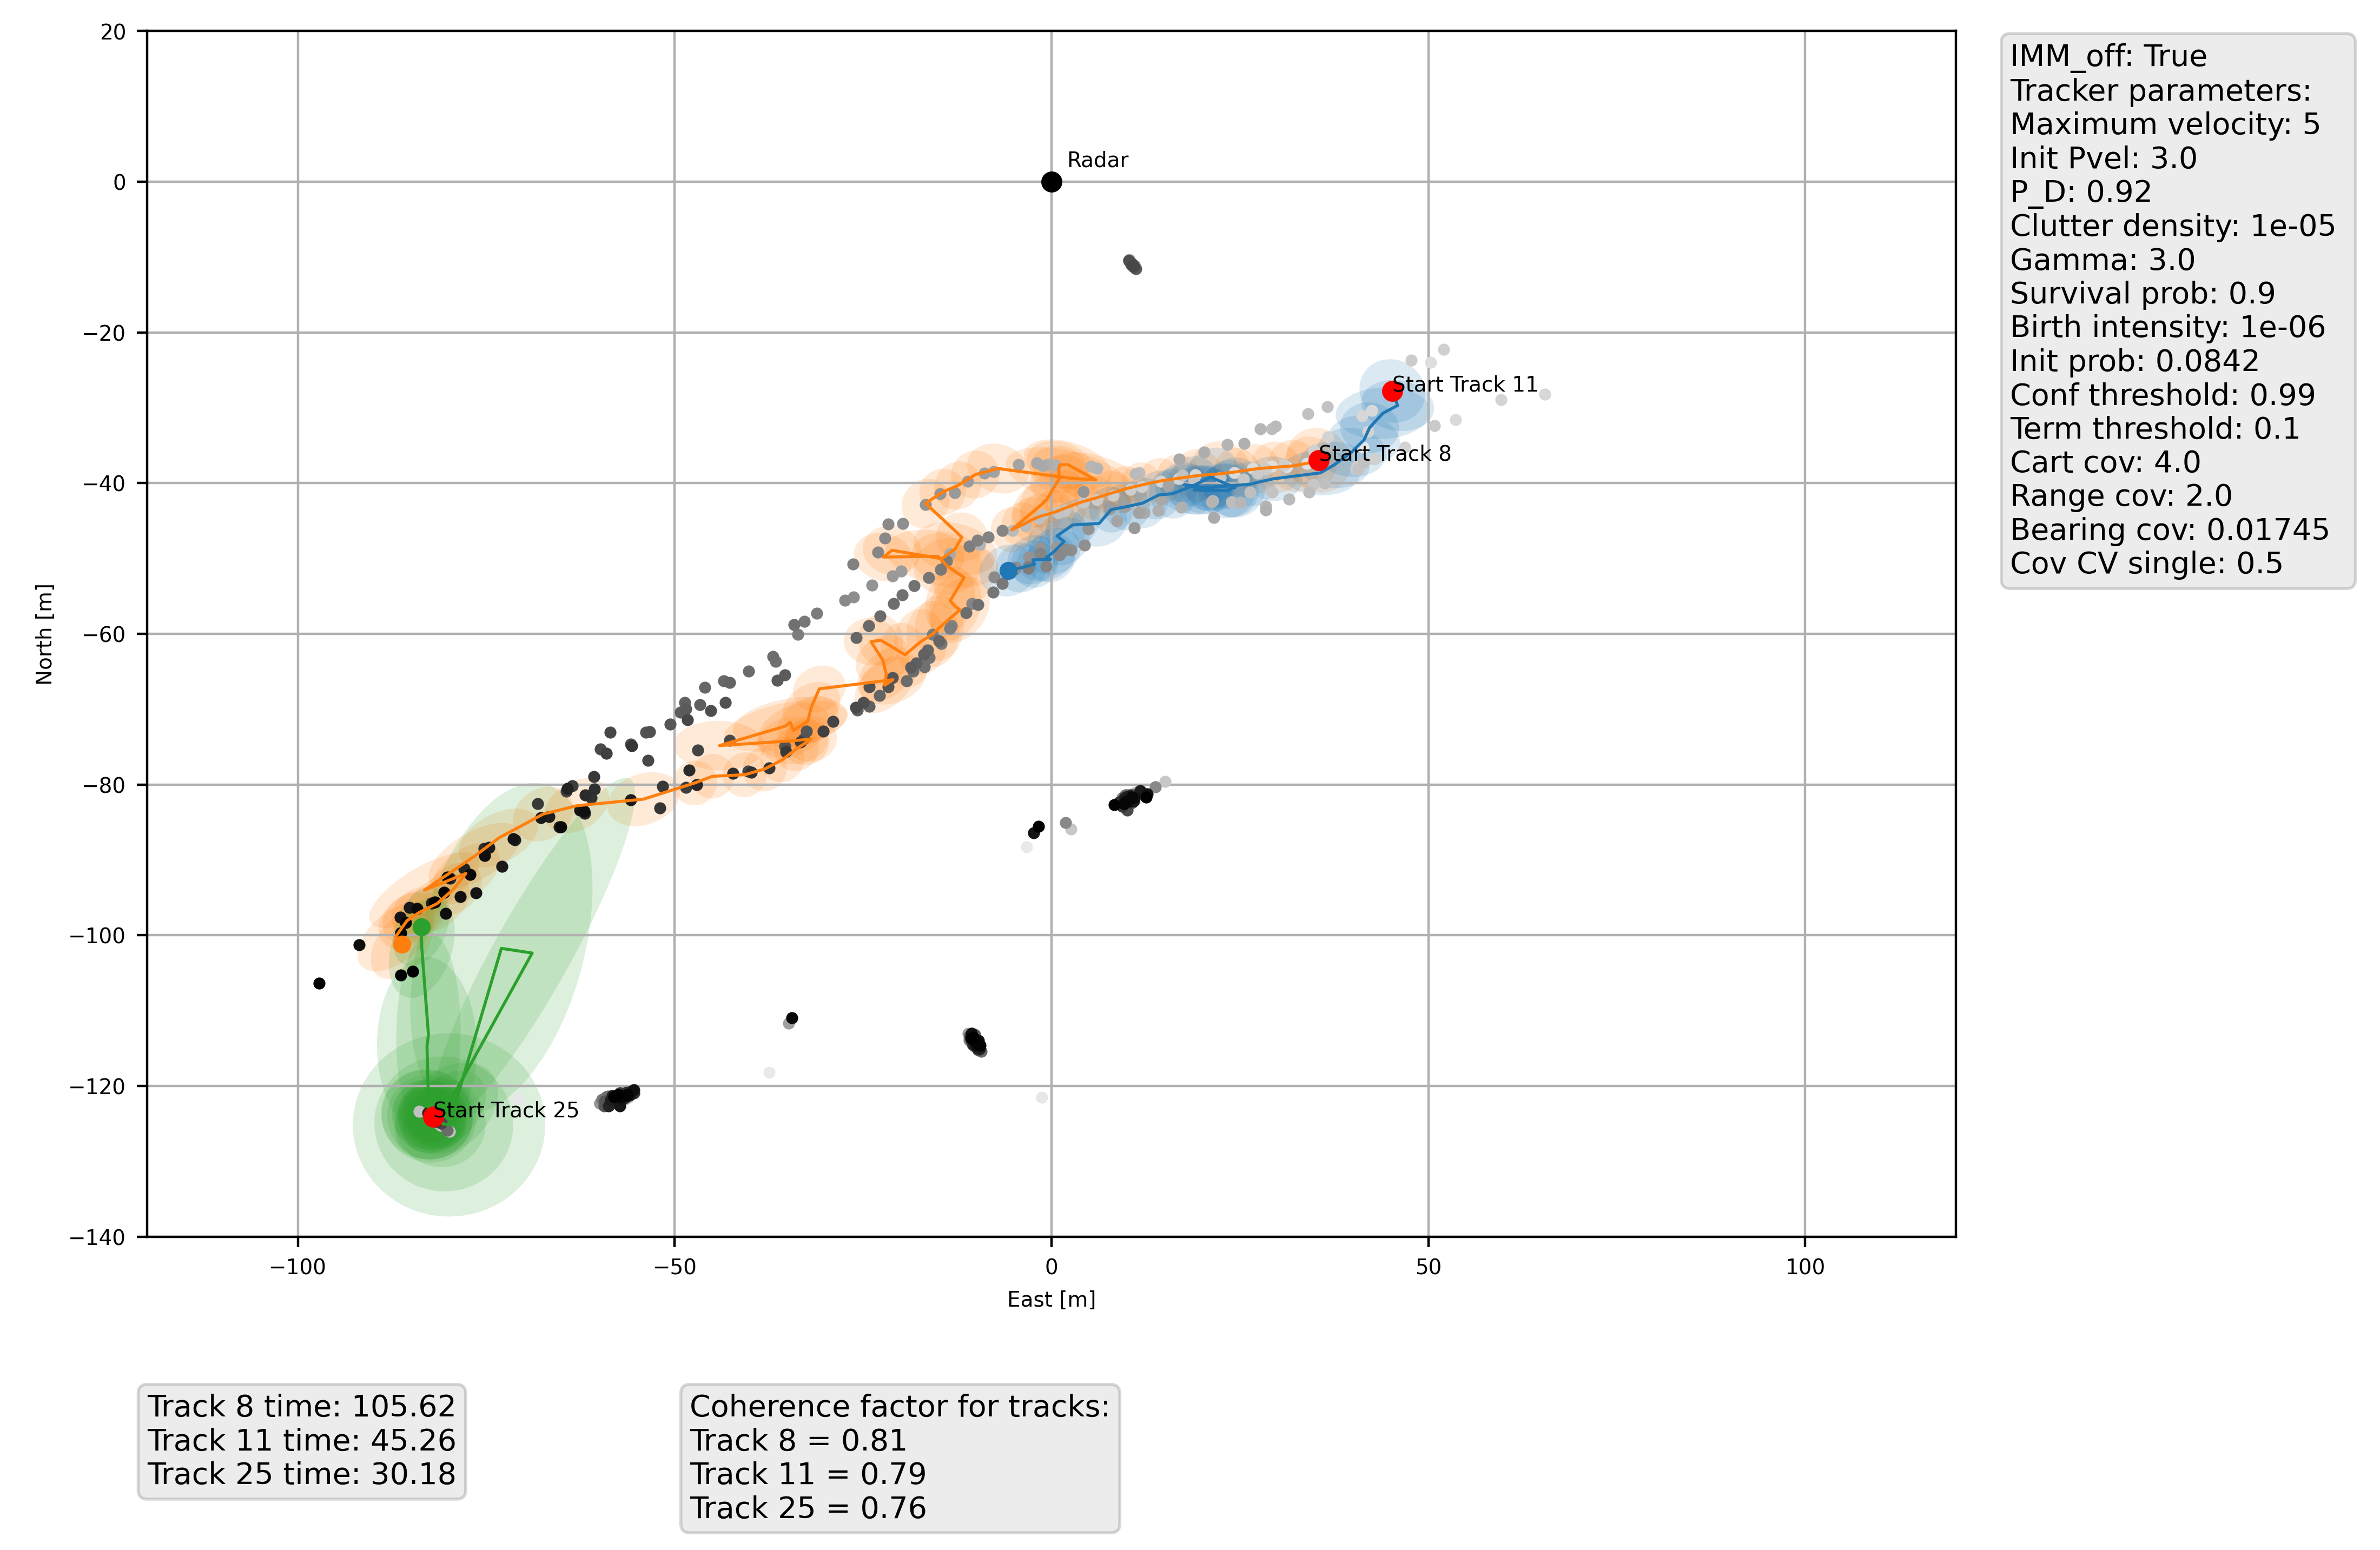 20
0
−20
−40
−60
−80
−100
−120
−140
North [m]
−100
−50
0
50
100
East [m]
Radar
Start Track 11
Start Track 8
Start Track 25
IMM_off: True
Tracker parameters:
Maximum velocity: 5
Init Pvel: 3.0
P_D: 0.92
Clutter density: 1e-05
Gamma: 3.0
Survival prob: 0.9
Birth intensity: 1e-06
Init prob: 0.0842
Conf threshold: 0.99
Term threshold: 0.1
Cart cov: 4.0
Range cov: 2.0
Bearing cov: 0.01745
Cov CV single: 0.5
Track 8 time: 105.62
Track 11 time: 45.26
Track 25 time: 30.18
Coherence factor for tracks:
Track 8 = 0.81
Track 11 = 0.79
Track 25 = 0.76